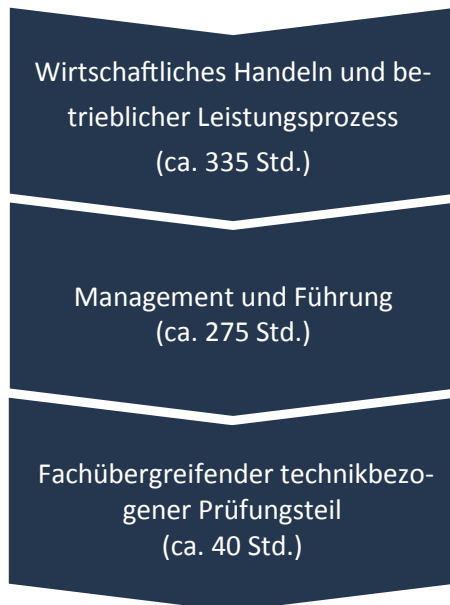 Wirtschaftliches Handeln und be-
trieblicher Leistungsprozess
(ca. 335 Std.)
Management und Führung
(ca. 275 Std.)
Fachübergreifender technikbezo-
gener Prüfungsteil
(ca. 40 Std.)